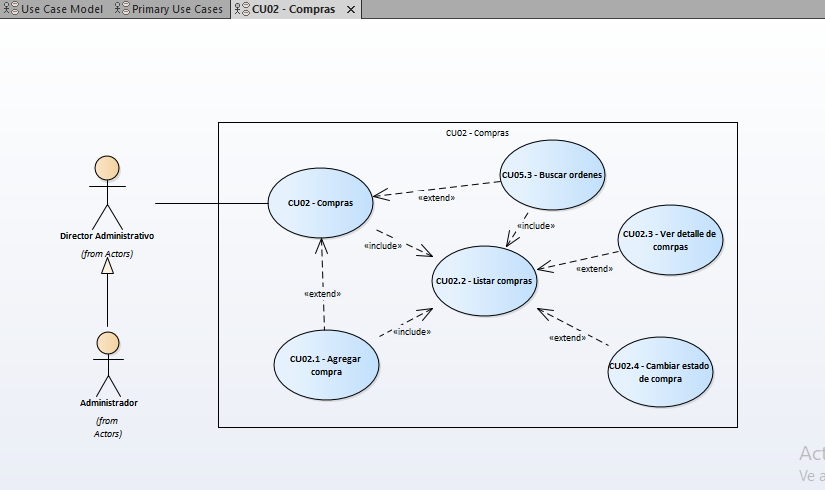 Use Case Model Primary Use Cases CU02 - Compras X
CU02 - Compras
CU05.3 - Buscar ordenes
CU02 - Compras
«extend»
«include»
CU02.3 - Ver detalle de
comrpas
Director Administrativo
(from Actors)
«include»
«extend»
CU02.2 - Listar compras
«extend»
«include»
«extend»
CU02.1 - Agregar
compra
CU02.4 - Cambiar estado
de compra
Administrador
(from
Actors)
Act
Ve a